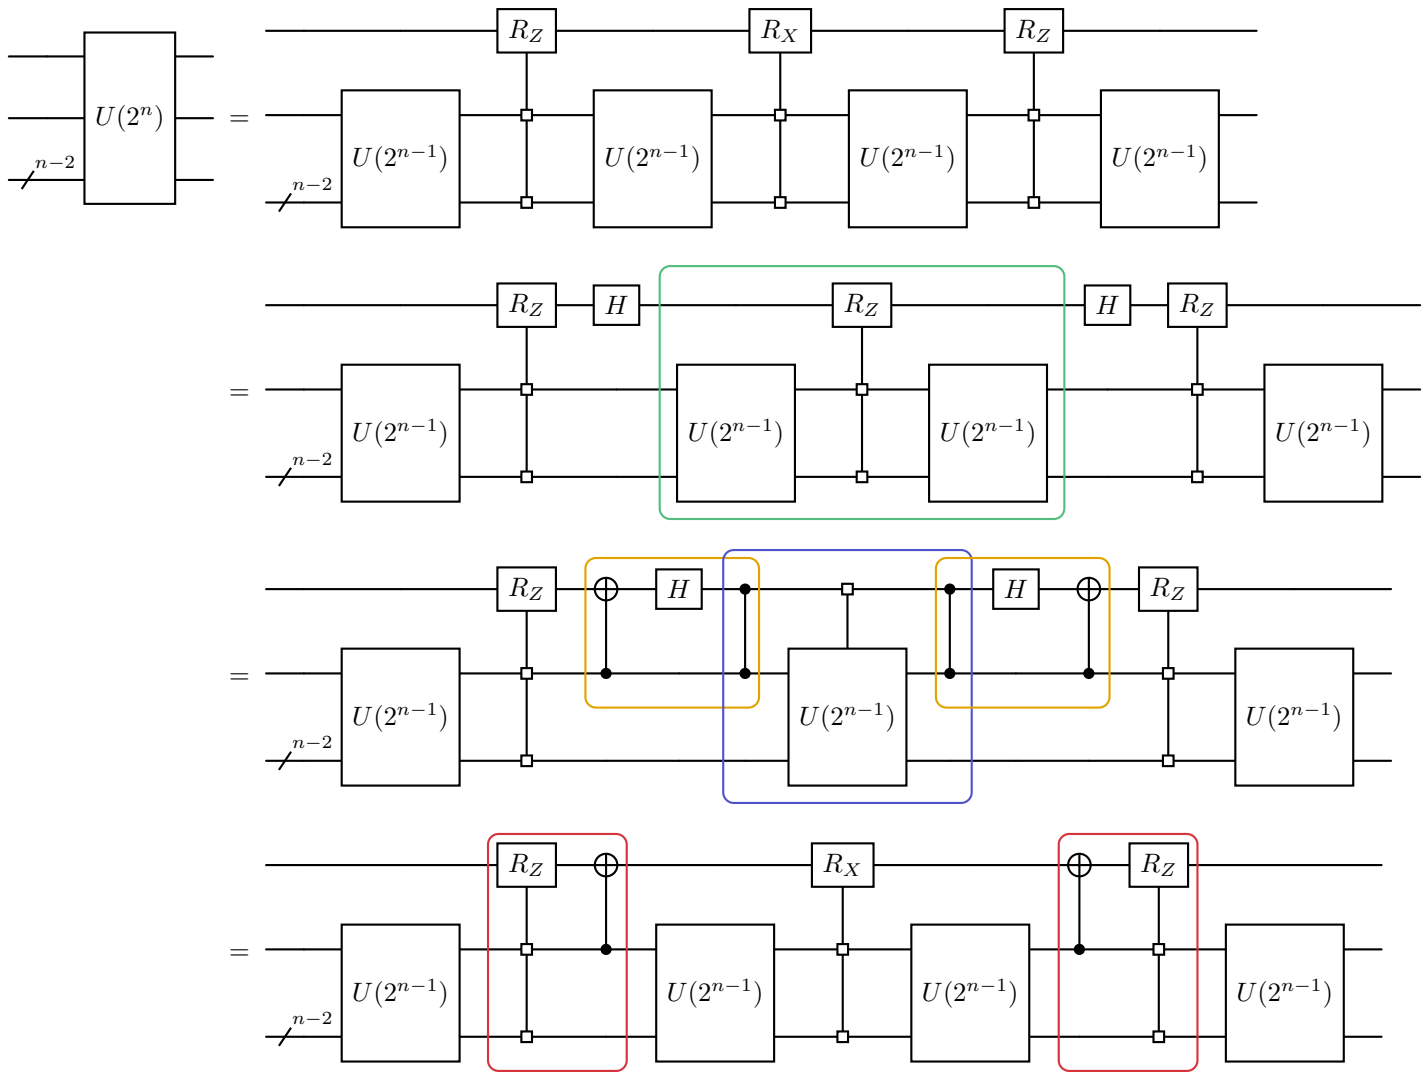 R_Z R_X R_Z
U(2^n) = U(2^{n-1}) U(2^{n-1}) U(2^{n-1}) U(2^{n-1})
n-2 n-2
R_Z H R_Z H R_Z
= U(2^{n-1}) U(2^{n-1}) U(2^{n-1}) U(2^{n-1})
n-2
R_Z H H R_Z
= U(2^{n-1}) U(2^{n-1}) U(2^{n-1})
n-2
R_Z R_X R_Z
= U(2^{n-1}) U(2^{n-1}) U(2^{n-1}) U(2^{n-1})
n-2